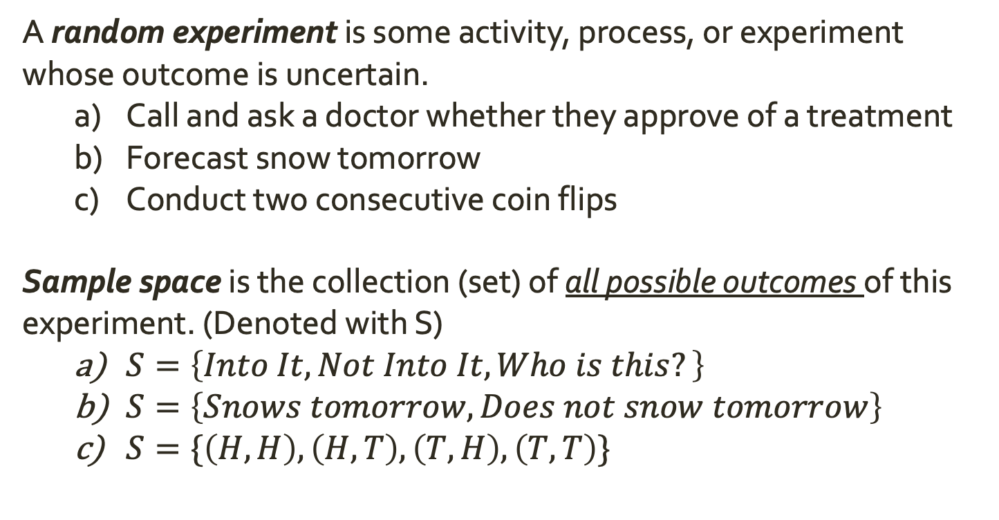 A random experiment is some activity, process, or experiment
whose outcome is uncertain.
a) Call and ask a doctor whether they approve of a treatment
b) Forecast snow tomorrow
c) Conduct two consecutive coin flips
Sample space is the collection (set) of all possible outcomes of this
experiment. (Denoted with S)
a) S = {Into It, Not Into It, Who is this? }
b) S = {Snows tomorrow, Does not snow tomorrow}
c) S = {(H, H), (H, T), (T, H), (T, T)}